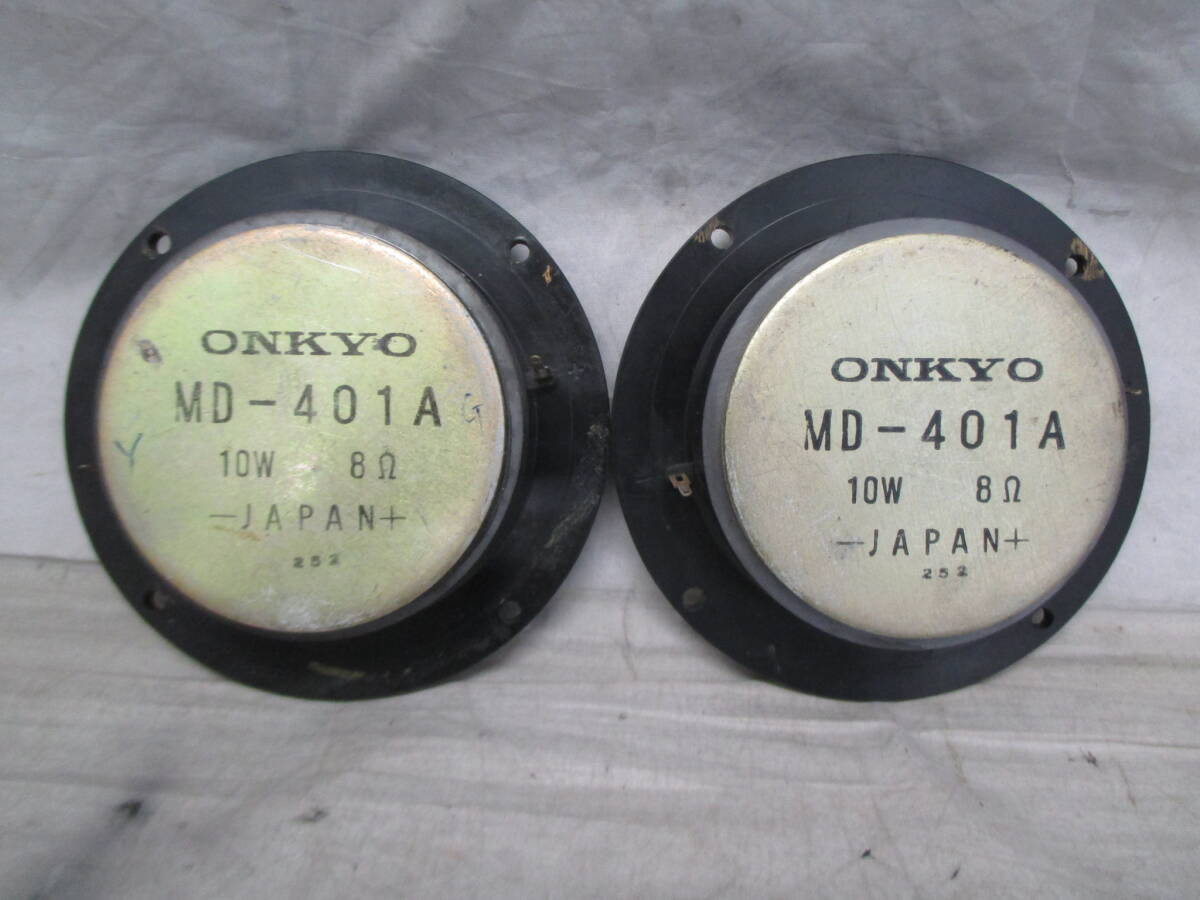 ONKYO
MD-401A G
Y
10W 8Ω
-JAPAN+
252
ONKYO
MD-401A
10W 8Ω
-JAPAN+
252